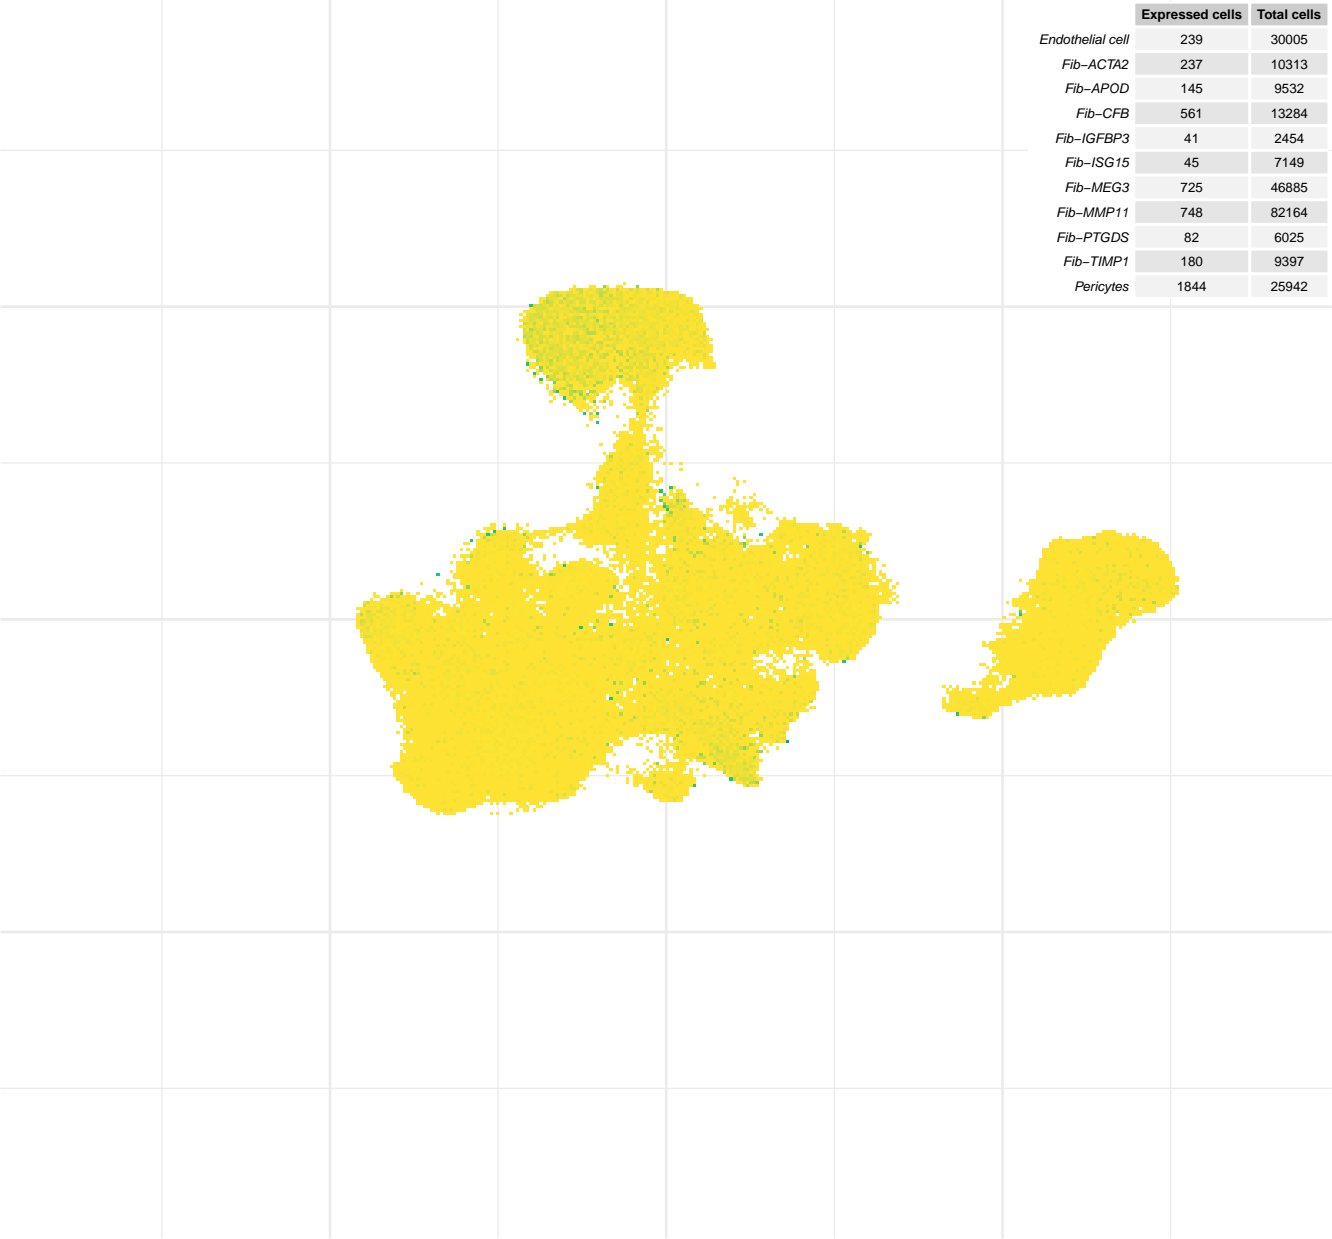 Expressed cells Total cells
Endothelial cell 239 30005
Fib−ACTA2 237 10313
Fib−APOD 145 9532
Fib−CFB 561 13284
Fib−IGFBP3 41 2454
Fib−ISG15 45 7149
Fib−MEG3 725 46885
Fib−MMP11 748 82164
Fib−PTGDS 82 6025
Fib−TIMP1 180 9397
Pericytes 1844 25942